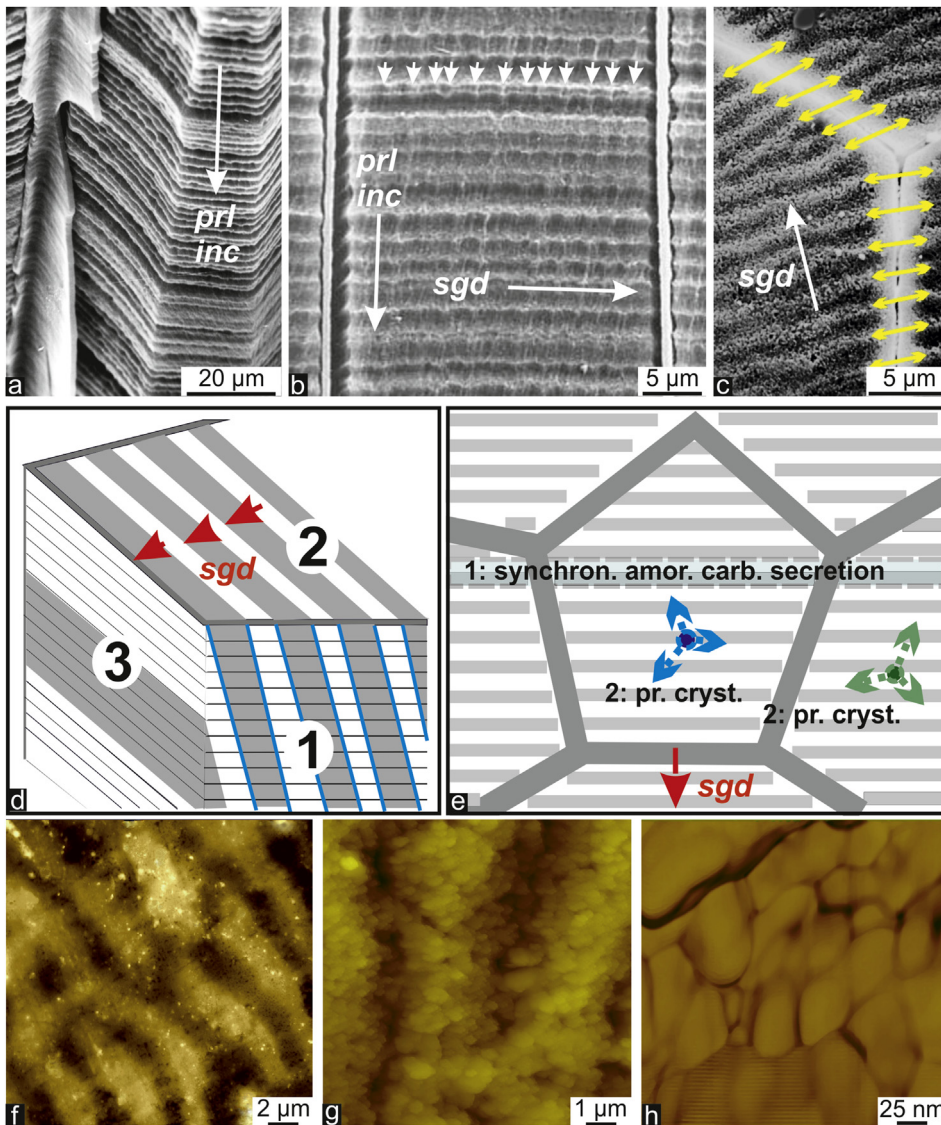 prl
inc
a
20 µm
prl
inc
sgd
b
5 µm
sgd
c
5 µm
2
sgd
3
1
d
1: synchron. amor. carb. secretion
2: pr. cryst.
2: pr. cryst.
sgd
e
f
2 µm
g
1 µm
h
25 nm